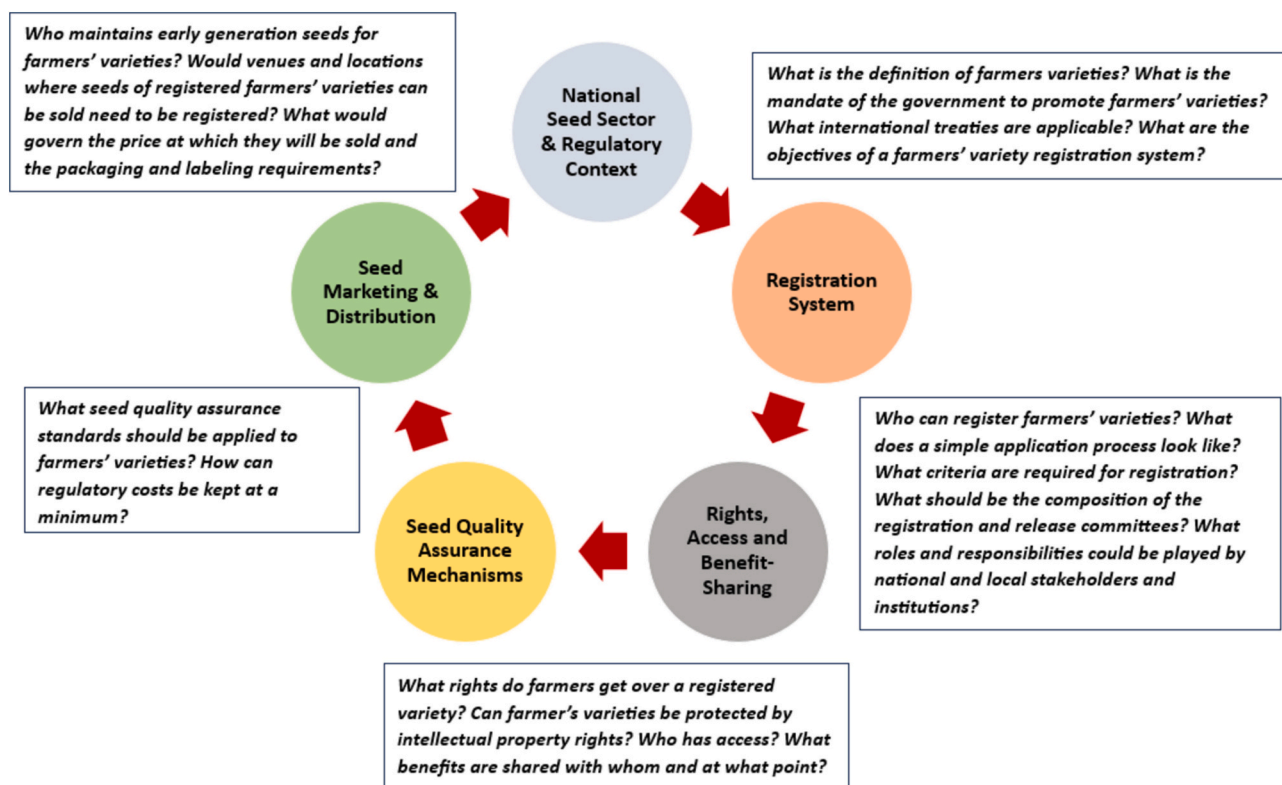 Who maintains early generation seeds for
farmers’ varieties? Would venues and locations
where seeds of registered farmers’ varieties can
be sold need to be registered? What would
govern the price at which they will be sold and
the packaging and labeling requirements?
National
Seed Sector
& Regulatory
Context
What is the definition of farmers varieties? What is the
mandate of the government to promote farmers’ varieties?
What international treaties are applicable? What are the
objectives of a farmers’ variety registration system?
Seed
Marketing &
Distribution
Registration
System
What seed quality assurance
standards should be applied to
farmers’ varieties? How can
regulatory costs be kept at a
minimum?
Seed Quality
Assurance
Mechanisms
Rights,
Access and
Benefit-
Sharing
Who can register farmers’ varieties? What
does a simple application process look like?
What criteria are required for registration?
What should be the composition of the
registration and release committees? What
roles and responsibilities could be played by
national and local stakeholders and
institutions?
What rights do farmers get over a registered
variety? Can farmer’s varieties be protected by
intellectual property rights? Who has access? What
benefits are shared with whom and at what point?